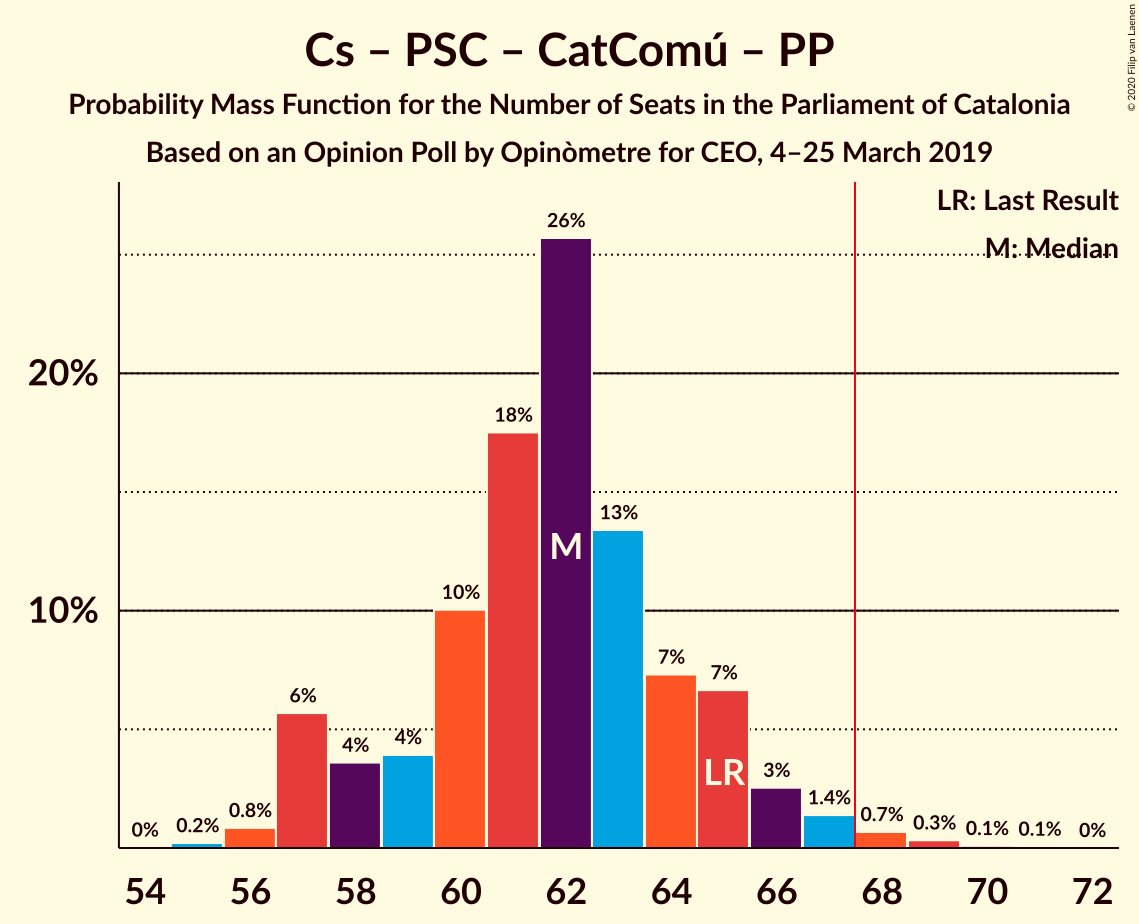 Cs – PSC – CatComú – PP
Probability Mass Function for the Number of Seats in the Parliament of Catalonia
Based on an Opinion Poll by Opinòmetre for CEO, 4–25 March 2019
© 2020 Filip van Laenen
LR: Last Result
M: Median
20%
10%
0%
0.2%
0.8%
6%
4%
4%
10%
18%
26%
13%
7%
7%
3%
1.4%
0.7%
0.3%
0.1%
0.1%
0%
M
LR
54 56 58 60 62 64 66 68 70 72